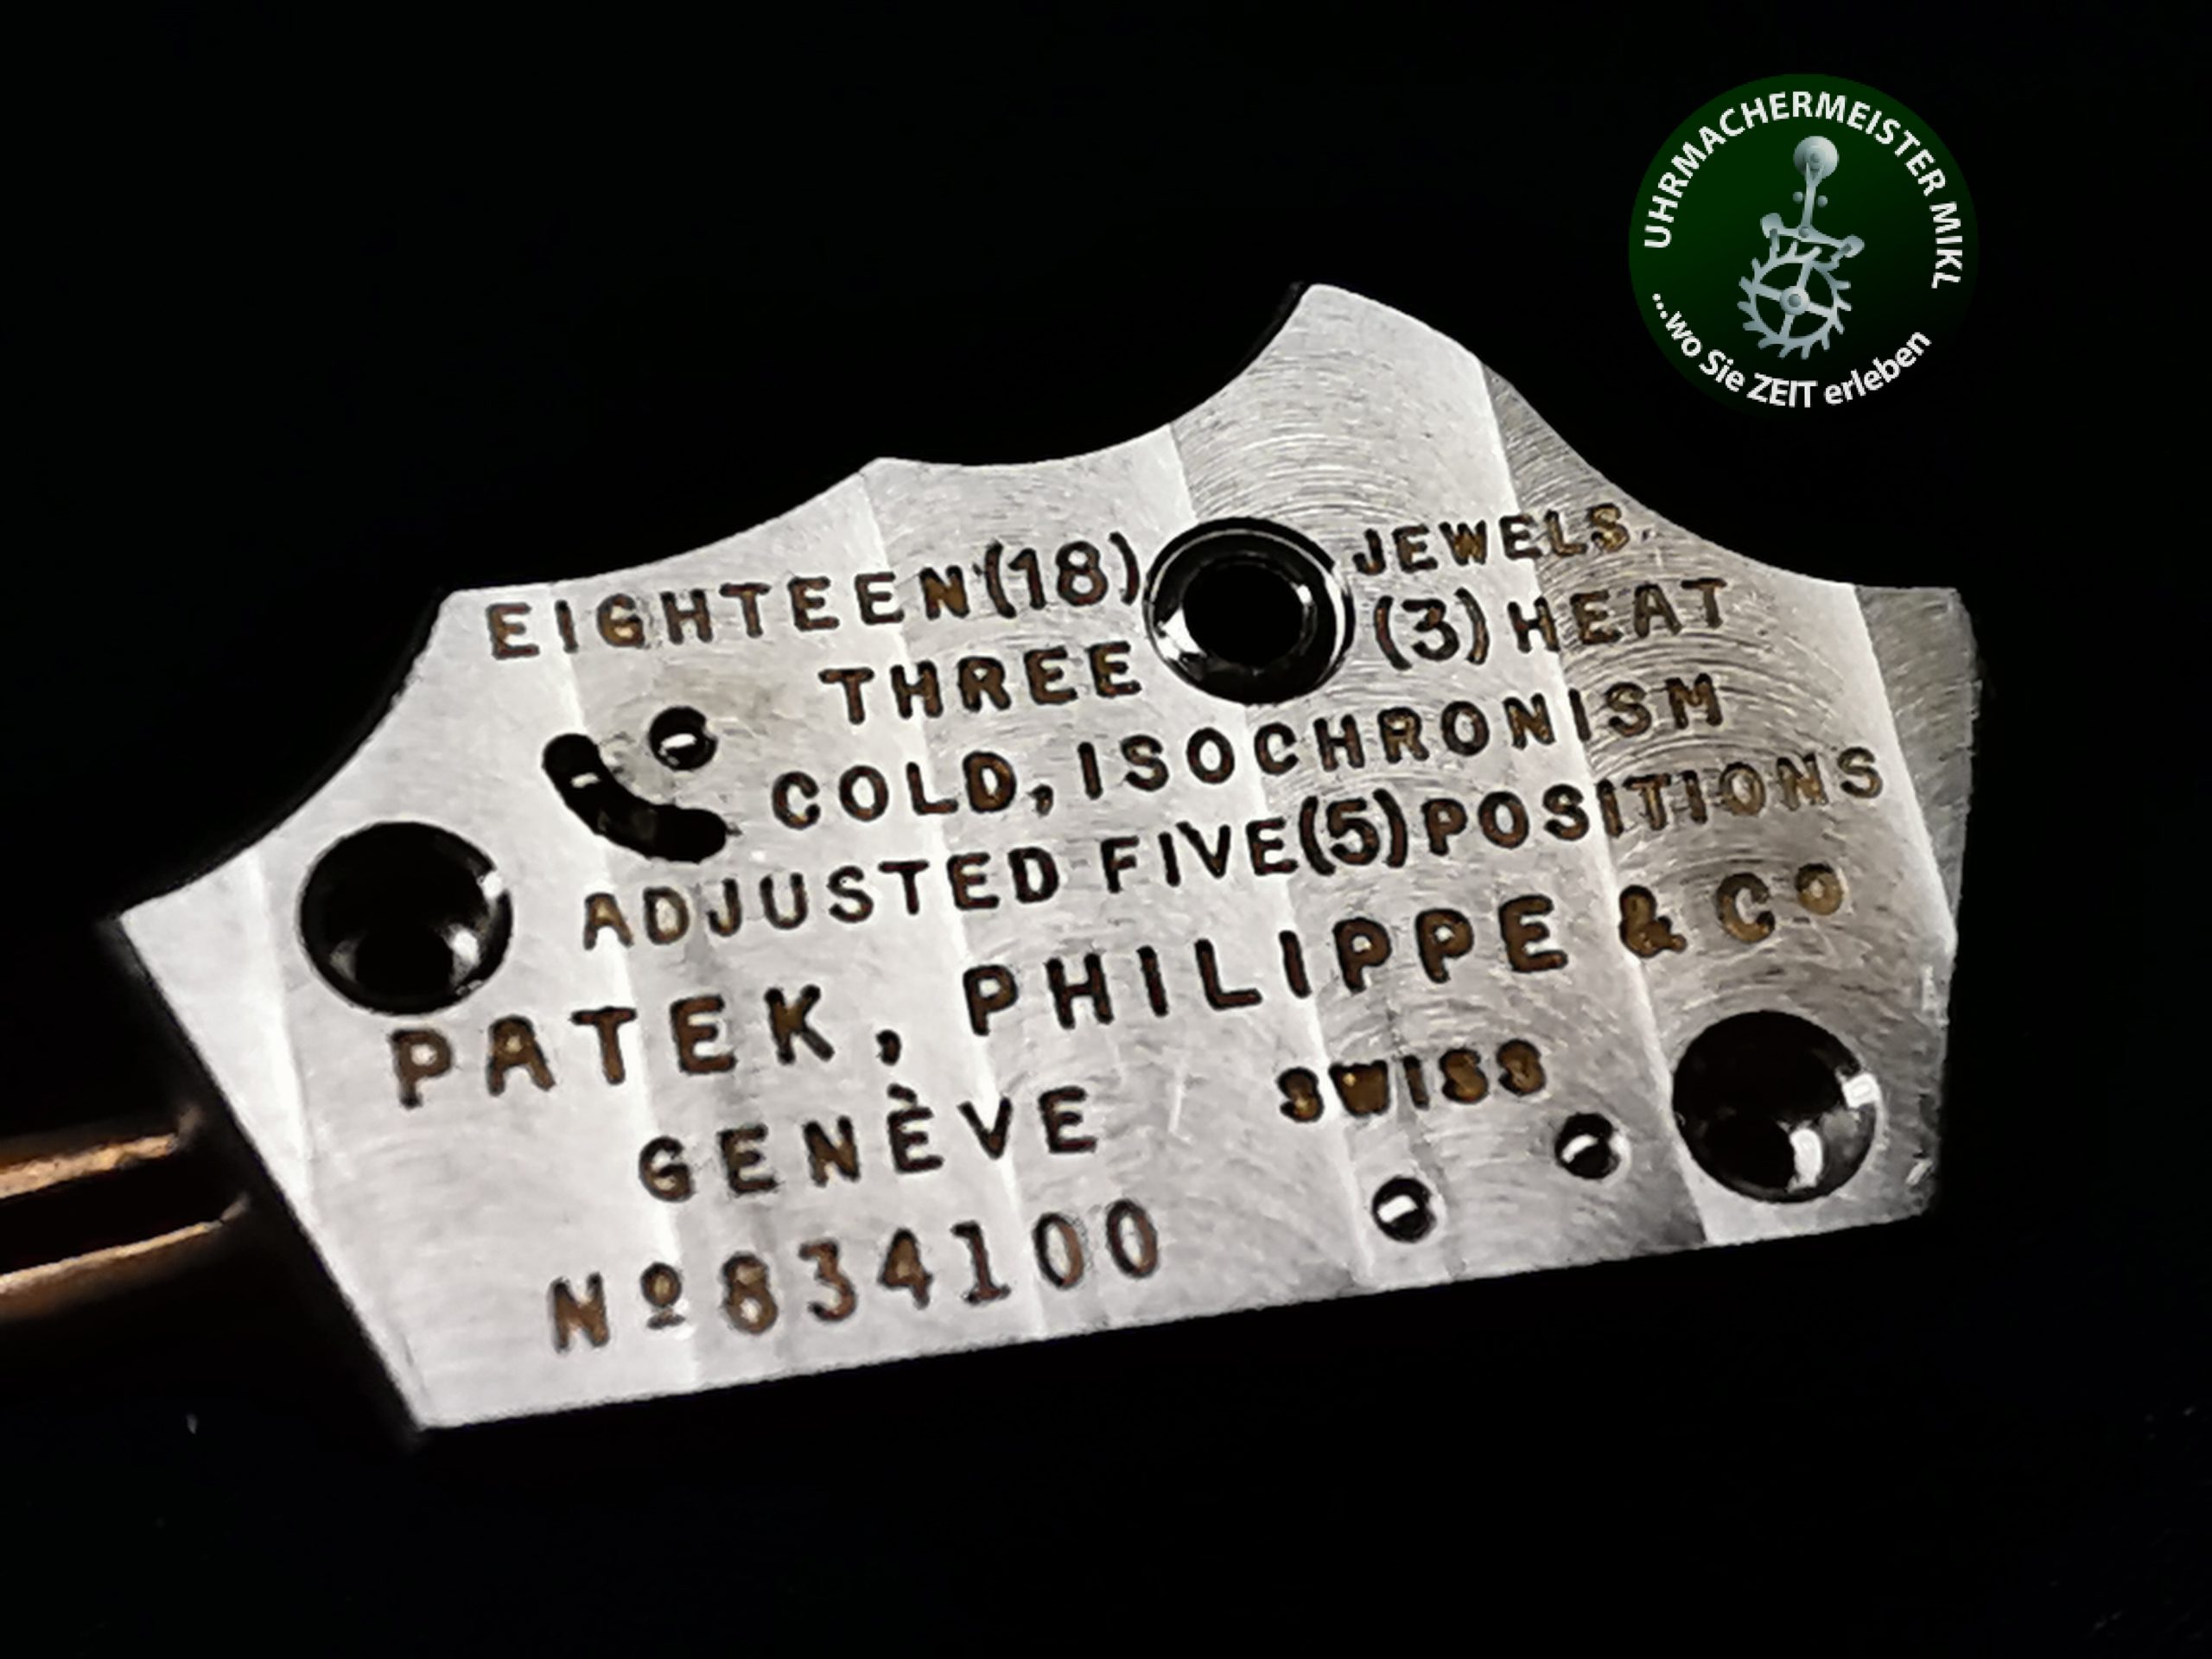 UHRMACHERMEISTER MIKL
...wo Sie ZEIT erleben
EIGHTEEN (18) JEWELS.
THREE (3) HEAT
COLD, ISOCHRONISM
ADJUSTED FIVE (5) POSITIONS
PATEK, PHILIPPE & Cº
GENÈVE SWISS
Nº 834100